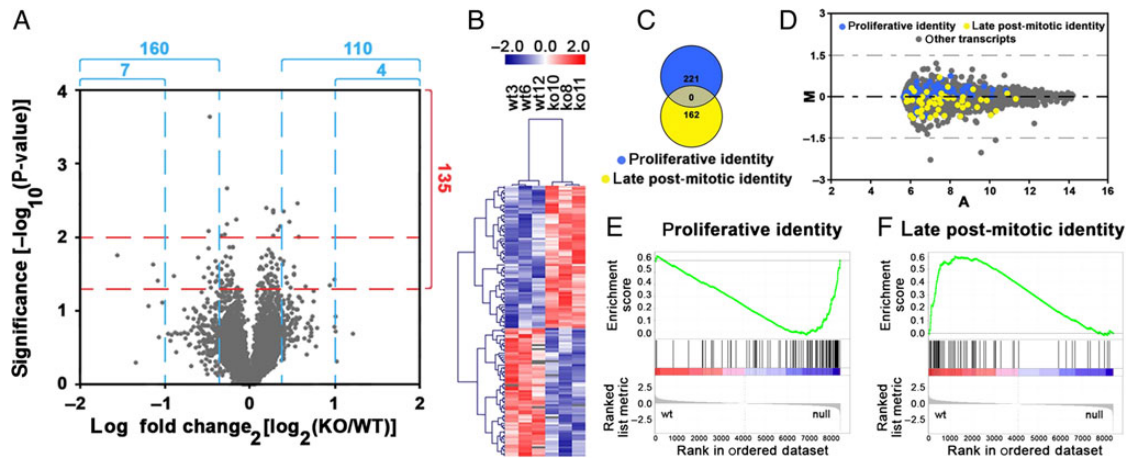 A
160
110
7
4
4
3
2
1
0
135
−2
−1
0
1
2
Significance [−log10(P-value)]
Log fold change2 [log2(KO/WT)]
B
−2.0 0.0 2.0
wt3
wt6
wt12
ko10
ko8
ko11
C
221
0
162
Proliferative identity
Late post-mitotic identity
D
3
1.5
0
−1.5
−3
M
Proliferative identity
Late post-mitotic identity
Other transcripts
2 4 6 8 10 12 14 16
A
E
Proliferative identity
0.6
0.5
0.4
0.3
0.2
0.1
0.0
Enrichment
score
2.5
0.0
−2.5
Ranked
list metric
wt
null
0 1000 2000 3000 4000 5000 6000 7000 8000
Rank in ordered dataset
F
Late post-mitotic identity
0.6
0.5
0.4
0.3
0.2
0.1
0.0
Enrichment
score
2.5
0.0
−2.5
Ranked
list metric
wt
null
0 1000 2000 3000 4000 5000 6000 7000 8000
Rank in ordered dataset